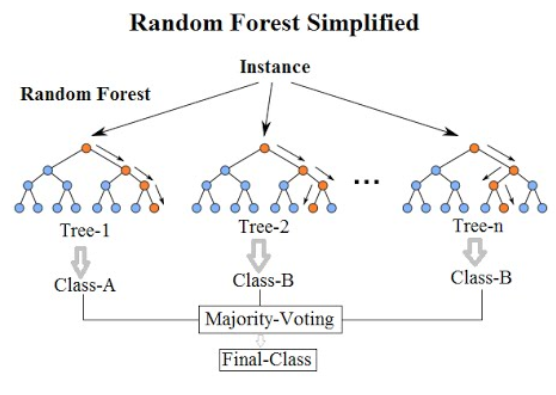 Random Forest Simplified
Instance
Random Forest
...
Tree-1
Tree-2
Tree-n
Class-A
Class-B
Class-B
Majority-Voting
Final-Class